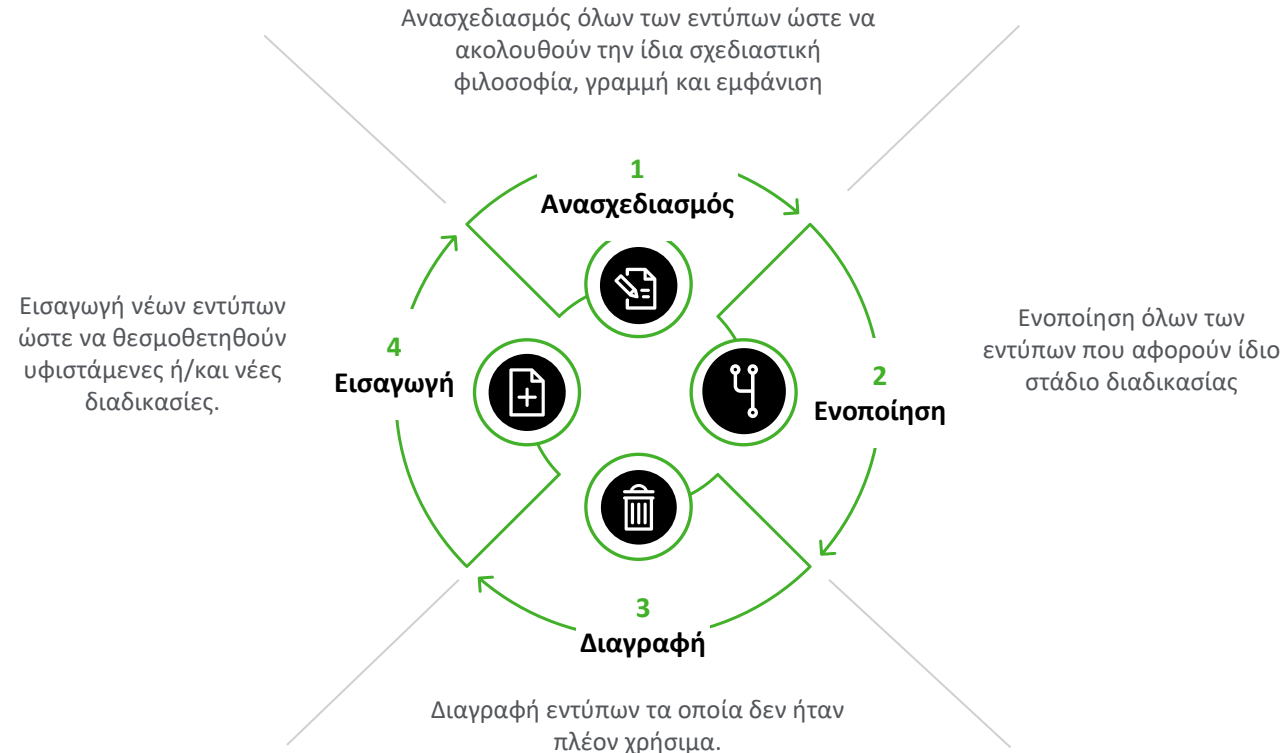 Ανασχεδιασμός όλων των εντύπων ώστε να
ακολουθούν την ίδια σχεδιαστική
φιλοσοφία, γραμμή και εμφάνιση
1
Ανασχεδιασμός
Εισαγωγή νέων εντύπων
ώστε να θεσμοθετηθούν
υφιστάμενες ή/και νέες
διαδικασίες.
4
Εισαγωγή
2
Ενοποίηση
Ενοποίηση όλων των
εντύπων που αφορούν ίδιο
στάδιο διαδικασίας
3
Διαγραφή
Διαγραφή εντύπων τα οποία δεν ήταν
πλέον χρήσιμα.